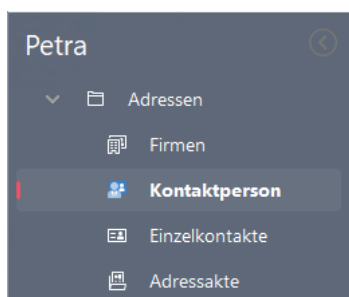 Petra
Adressen
Firmen
Kontaktperson
Einzelkontakte
Adressakte